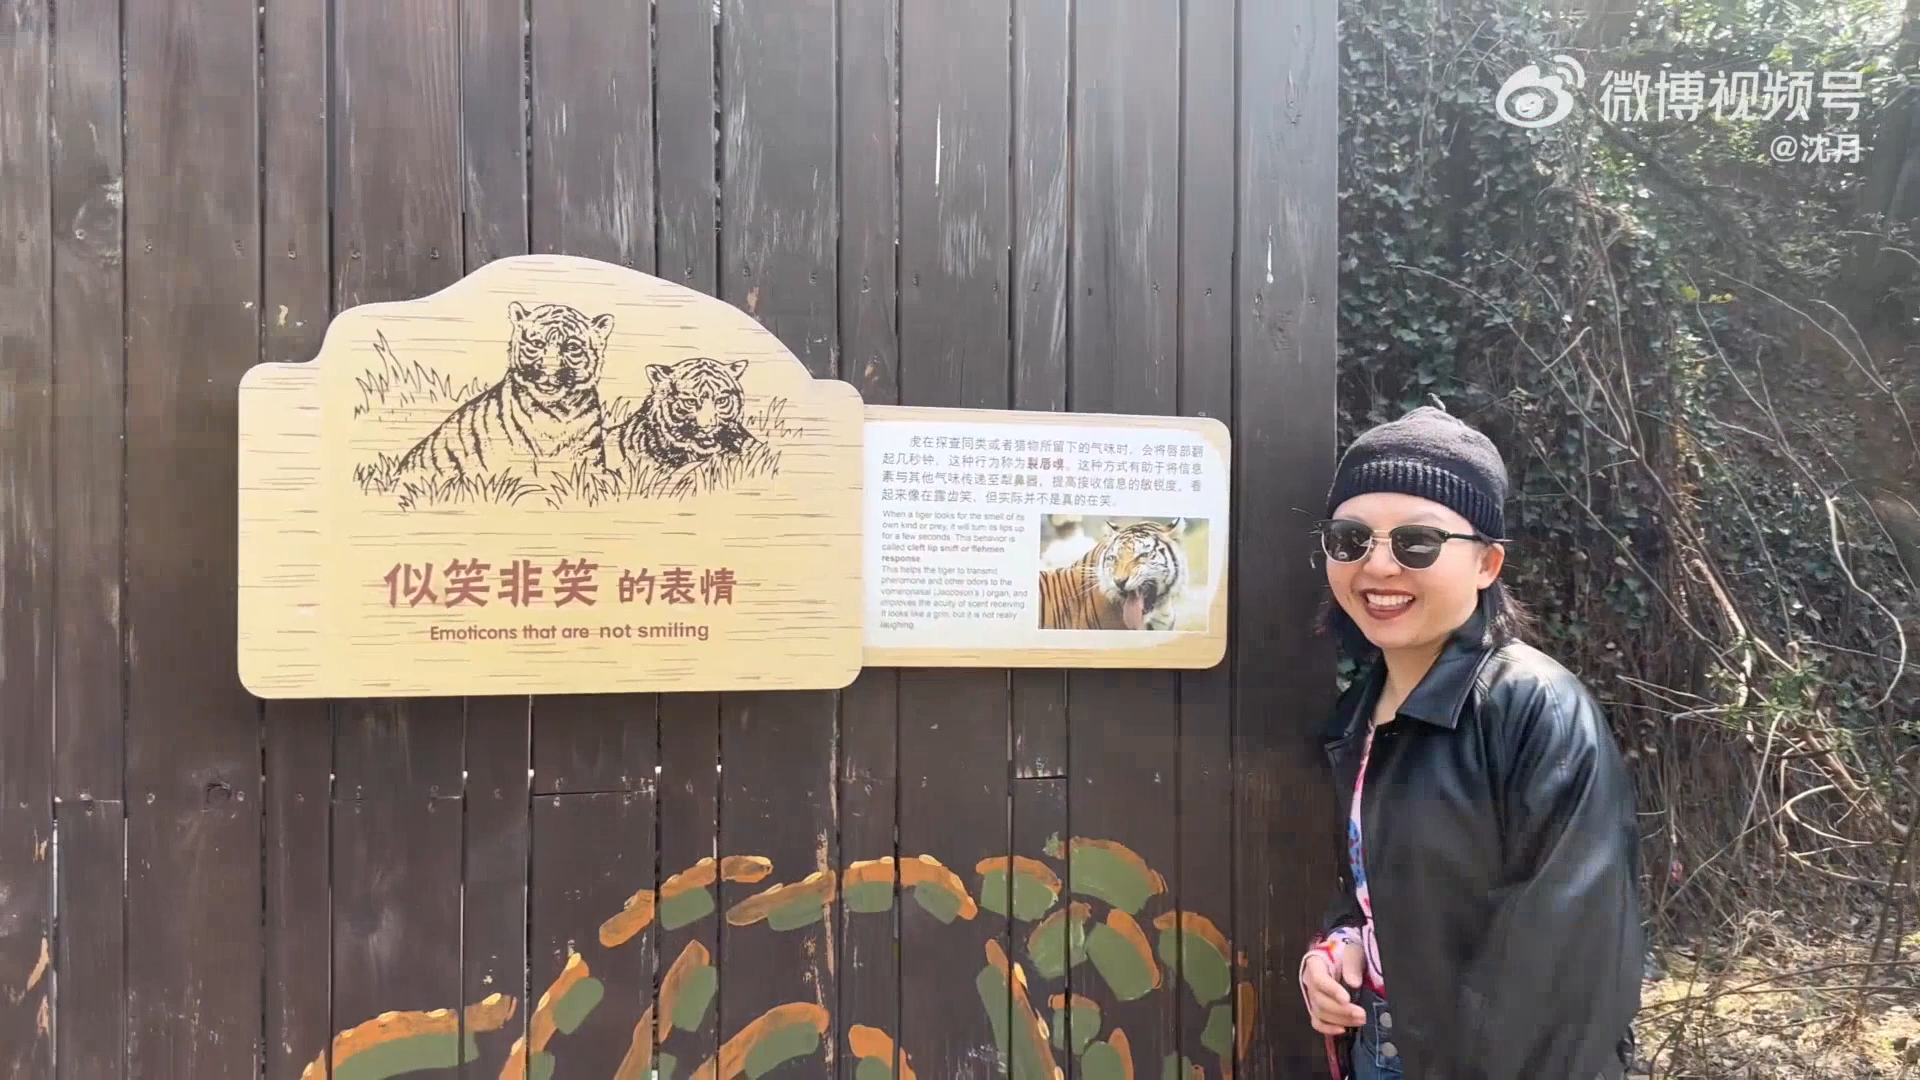 微博视频号
@沈月
似笑非笑的表情
Emoticons that are not smiling
虎在探查同类或者猎物所留下的气味时，会将唇部翻
起几秒钟，这种行为称为裂唇嗅。这种方式有助于将信息
素与其他气味传递至犁鼻器，提高接收信息的敏锐度。看
起来像在露齿笑，但实际并不是真的在笑。
When a tiger looks for the smell of its
own kind or prey, it will turn its lips up
for a few seconds. This behavior is
called cleft lip sniff or flehmen
response.
This helps the tiger to transmit
pheromone and other odors to the
vomeronasal (Jacobson's) organ, and
improves the acuity of scent receiving.
It looks like a grin, but it is not really
laughing.